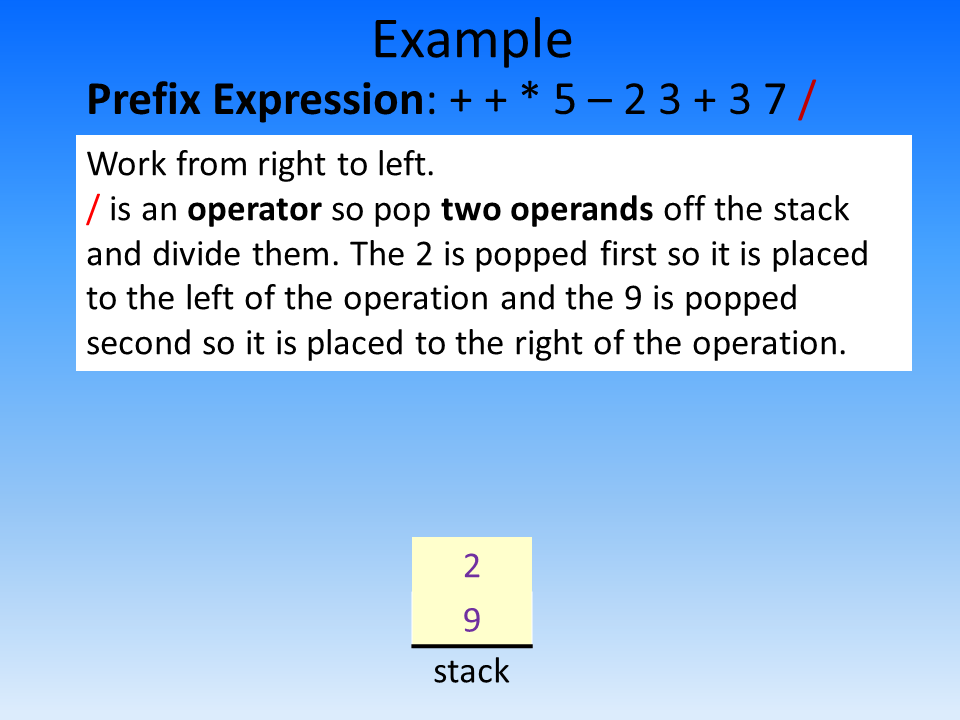 Example
Prefix Expression: + + * 5 – 2 3 + 3 7 /
Work from right to left.
/ is an operator so pop two operands off the stack
and divide them. The 2 is popped first so it is placed
to the left of the operation and the 9 is popped
second so it is placed to the right of the operation.
2
9
stack